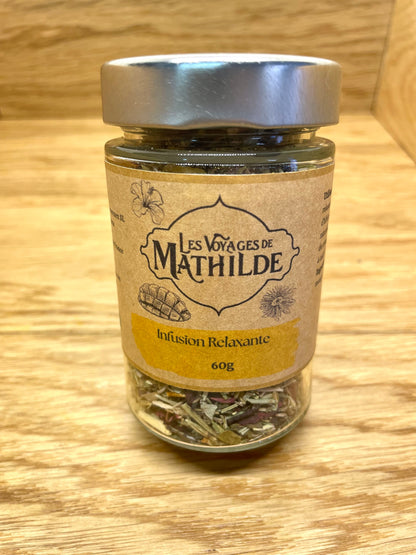 LES VOYAGES DE
MATHILDE
Infusion Relaxante
60g